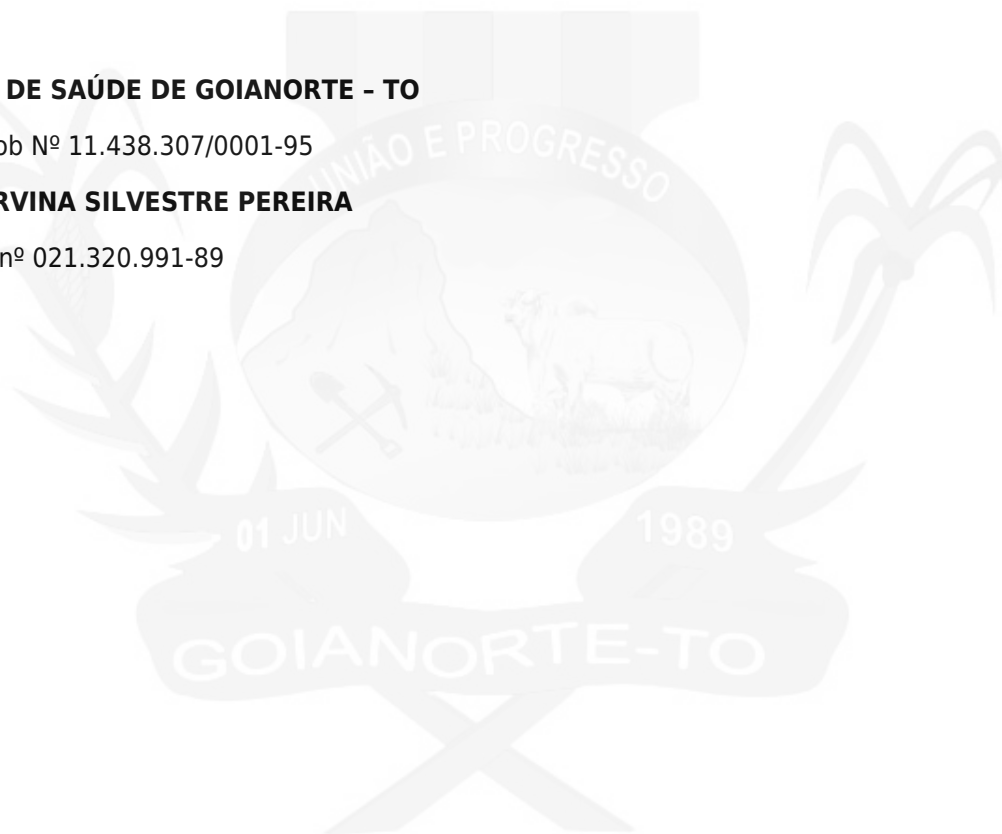 DE SAÚDE DE GOIANORTE – TO
ob Nº 11.438.307/0001-95
RVINA SILVESTRE PEREIRA
nº 021.320.991-89
UNIÃO E PROGRESSO
01 JUN 1989
GOIANORTE-TO